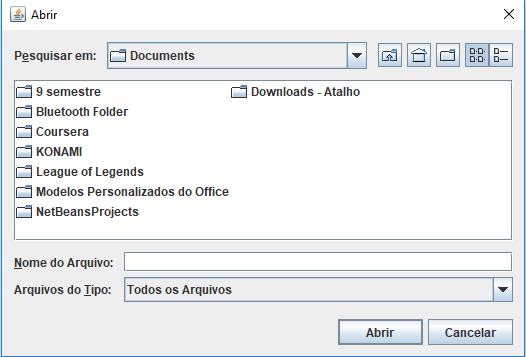 Abrir
Pesquisar em: Documents
9 semestre
Bluetooth Folder
Coursera
KONAMI
League of Legends
Modelos Personalizados do Office
NetBeansProjects
Downloads - Atalho
Nome do Arquivo:
Arquivos do Tipo: Todos os Arquivos
Abrir Cancelar